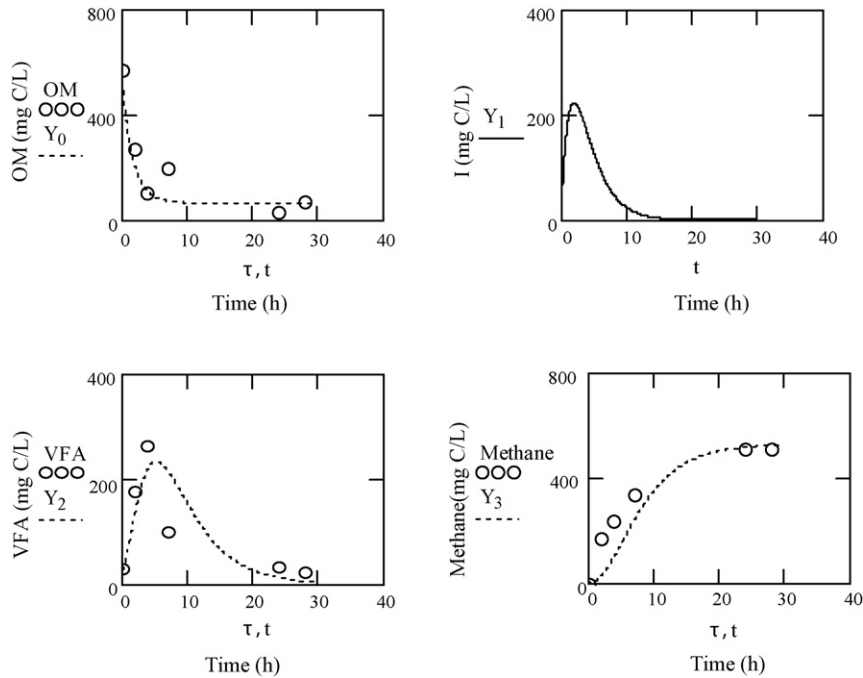 800
OM
OM (mg C/L)
400
Y0
0
0 10 20 30 40
τ, t
Time (h)
400
Y1
I (mg C/L)
200
0
0 10 20 30 40
t
Time (h)
400
VFA
VFA (mg C/L)
200
Y2
0
0 10 20 30 40
τ, t
Time (h)
800
Methane
Methane(mg C/L)
400
Y3
0
0 10 20 30 40
τ, t
Time (h)